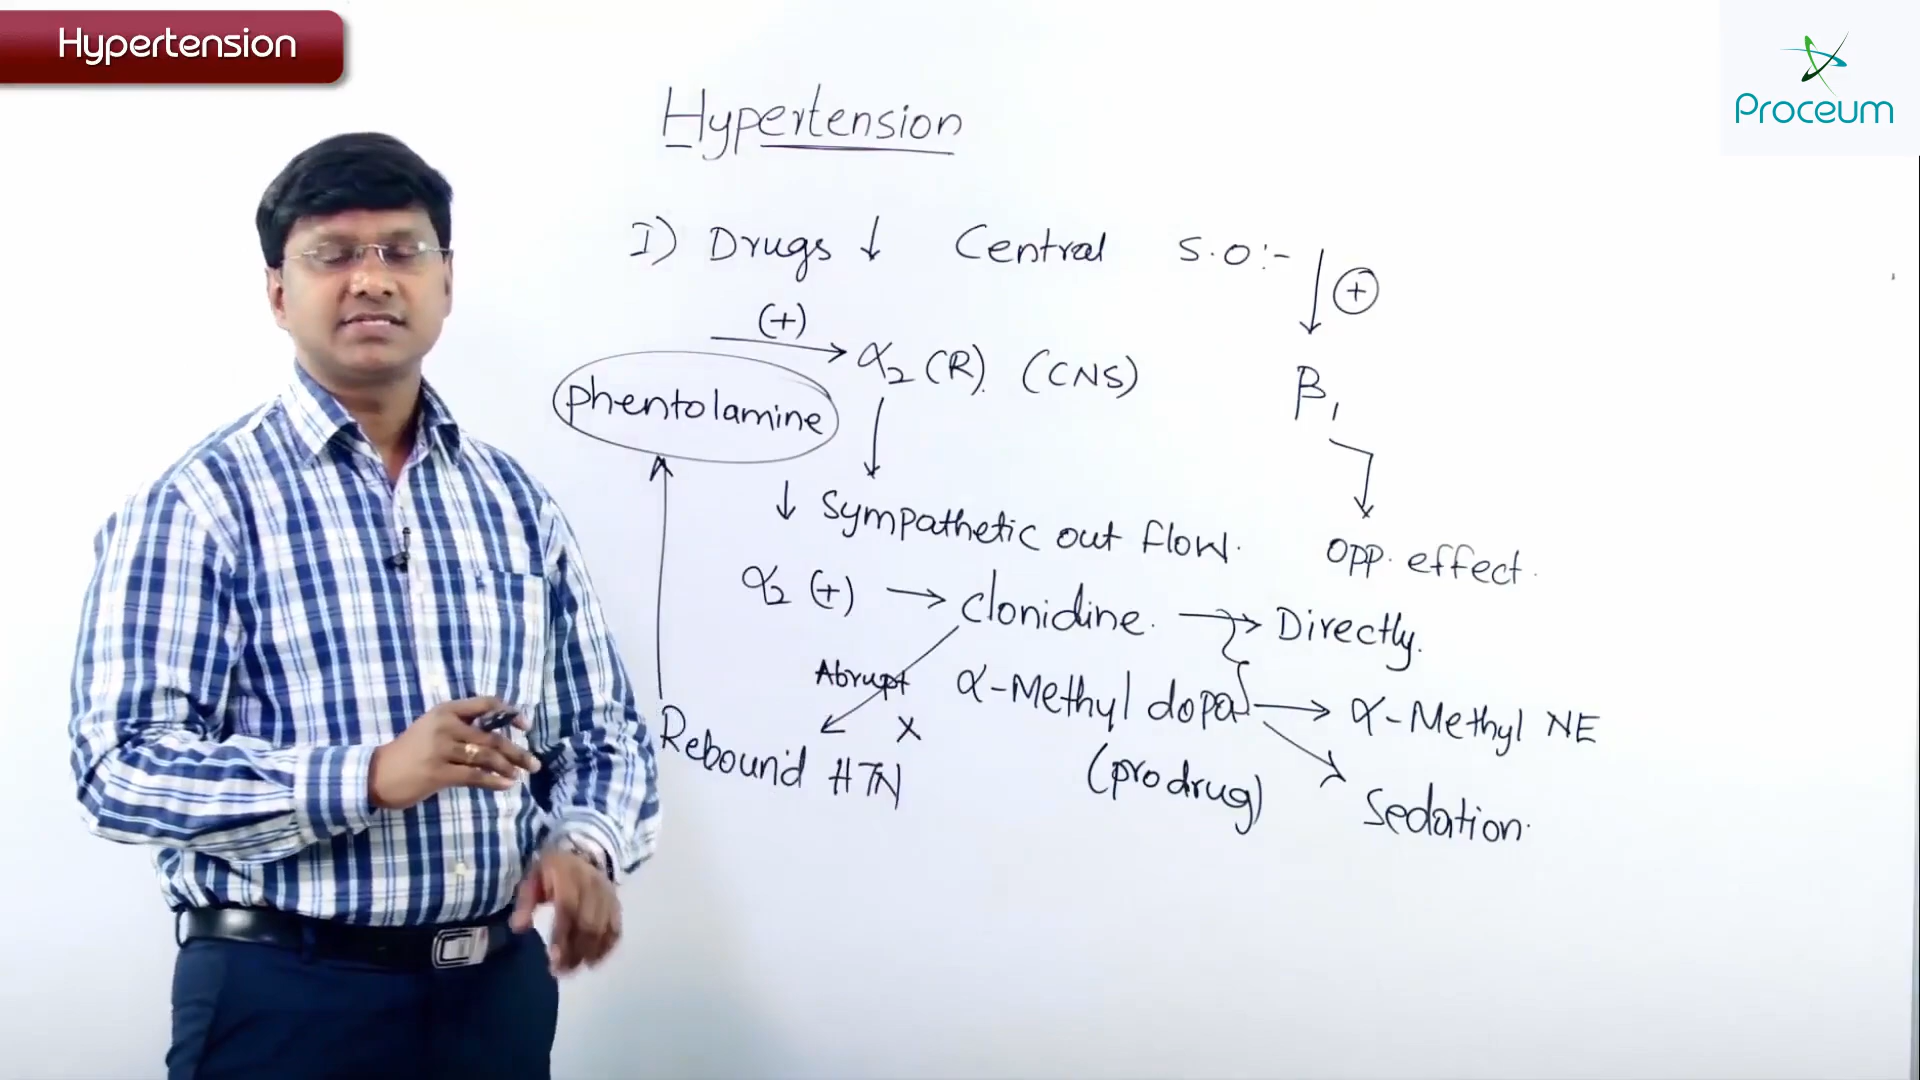 Hypertension
Proceum
Hypertension
I) Drugs ↓ Central S.O:-
(+)
(+) → α2 (R). (CNS)
phentolamine
β1
↓ Sympathetic out flow.
opp. effect.
α2 (+) → clonidine. → Directly.
Abrupt
α-Methyl dopa → α-Methyl NE
X
Rebound HTN
(prodrug)
Sedation.